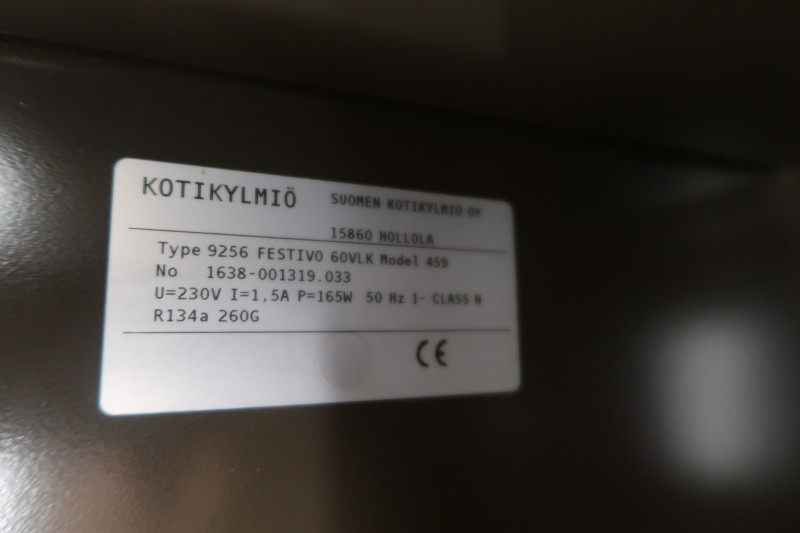 KOTIKYLMIÖ
SUOMEN KOTIKYLMIÖ OY
15860 HOLLOLA
Type 9256 FESTIVO 60VLK Model 459
No 1638-001319.033
U=230V I=1,5A P=165W 50 Hz 1- CLASS N
R134a 260G
CE